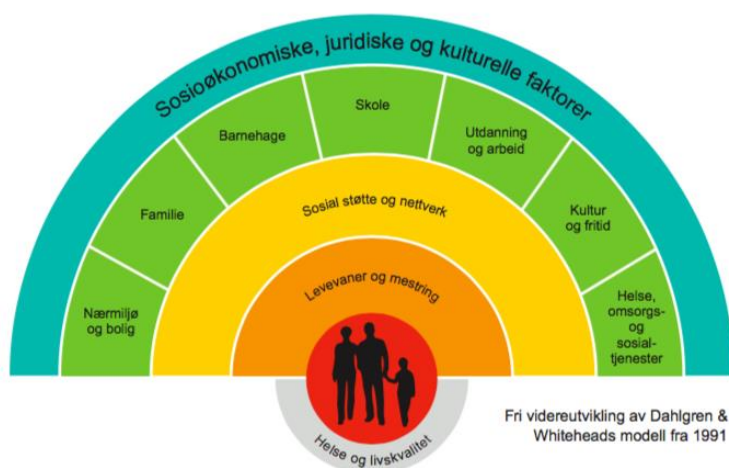 Sosioøkonomiske, juridiske og kulturelle faktorer
Nærmiljø
og bolig
Familie
Barnehage
Skole
Utdanning
og arbeid
Kultur
og fritid
Helse,
omsorgs-
og
sosial-
tjenester
Sosial støtte og nettverk
Levevaner og mestring
Helse og livskvalitet
Fri videreutvikling av Dahlgren &
Whiteheads modell fra 1991